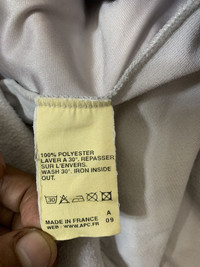 100% POLYESTER
LAVER A 30°. REPASSER
SUR L'ENVERS.
WASH 30°. IRON INSIDE
OUT.
30
A
MADE IN FRANCE 09
WEB : WWW.APC.FR